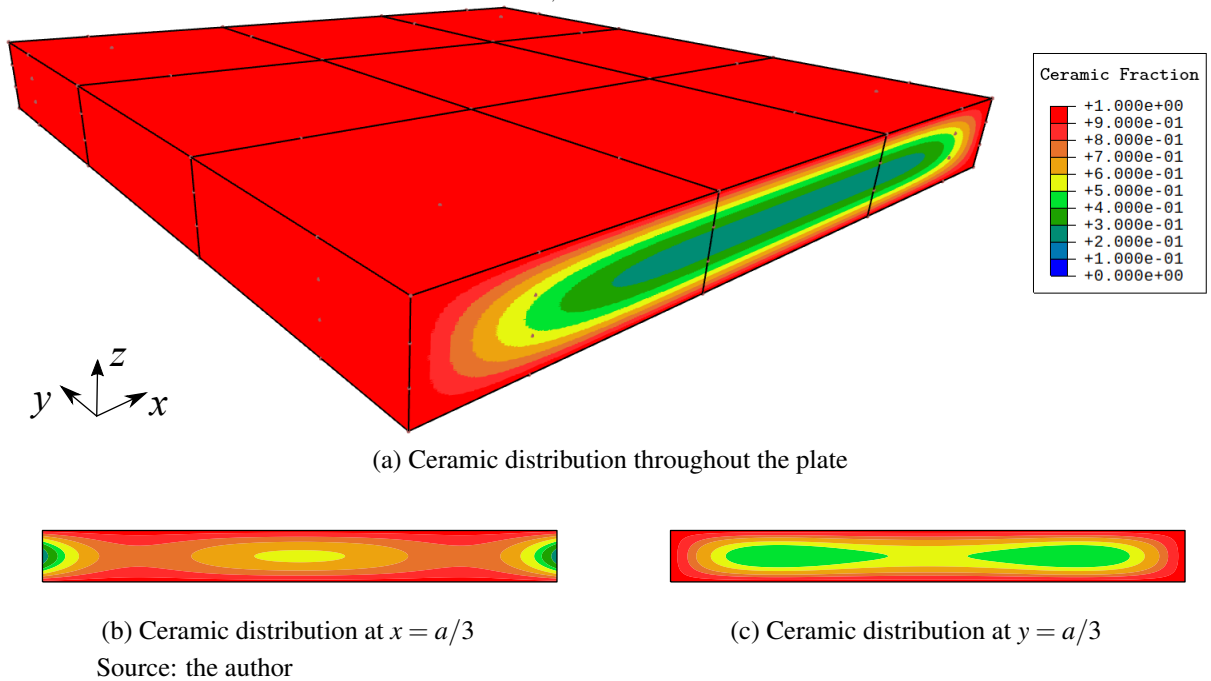 Ceramic Fraction
+1.000e+00
+9.000e-01
+8.000e-01
+7.000e-01
+6.000e-01
+5.000e-01
+4.000e-01
+3.000e-01
+2.000e-01
+1.000e-01
+0.000e+00
z
y
x
(a) Ceramic distribution throughout the plate
(b) Ceramic distribution at x = a/3
(c) Ceramic distribution at y = a/3
Source: the author